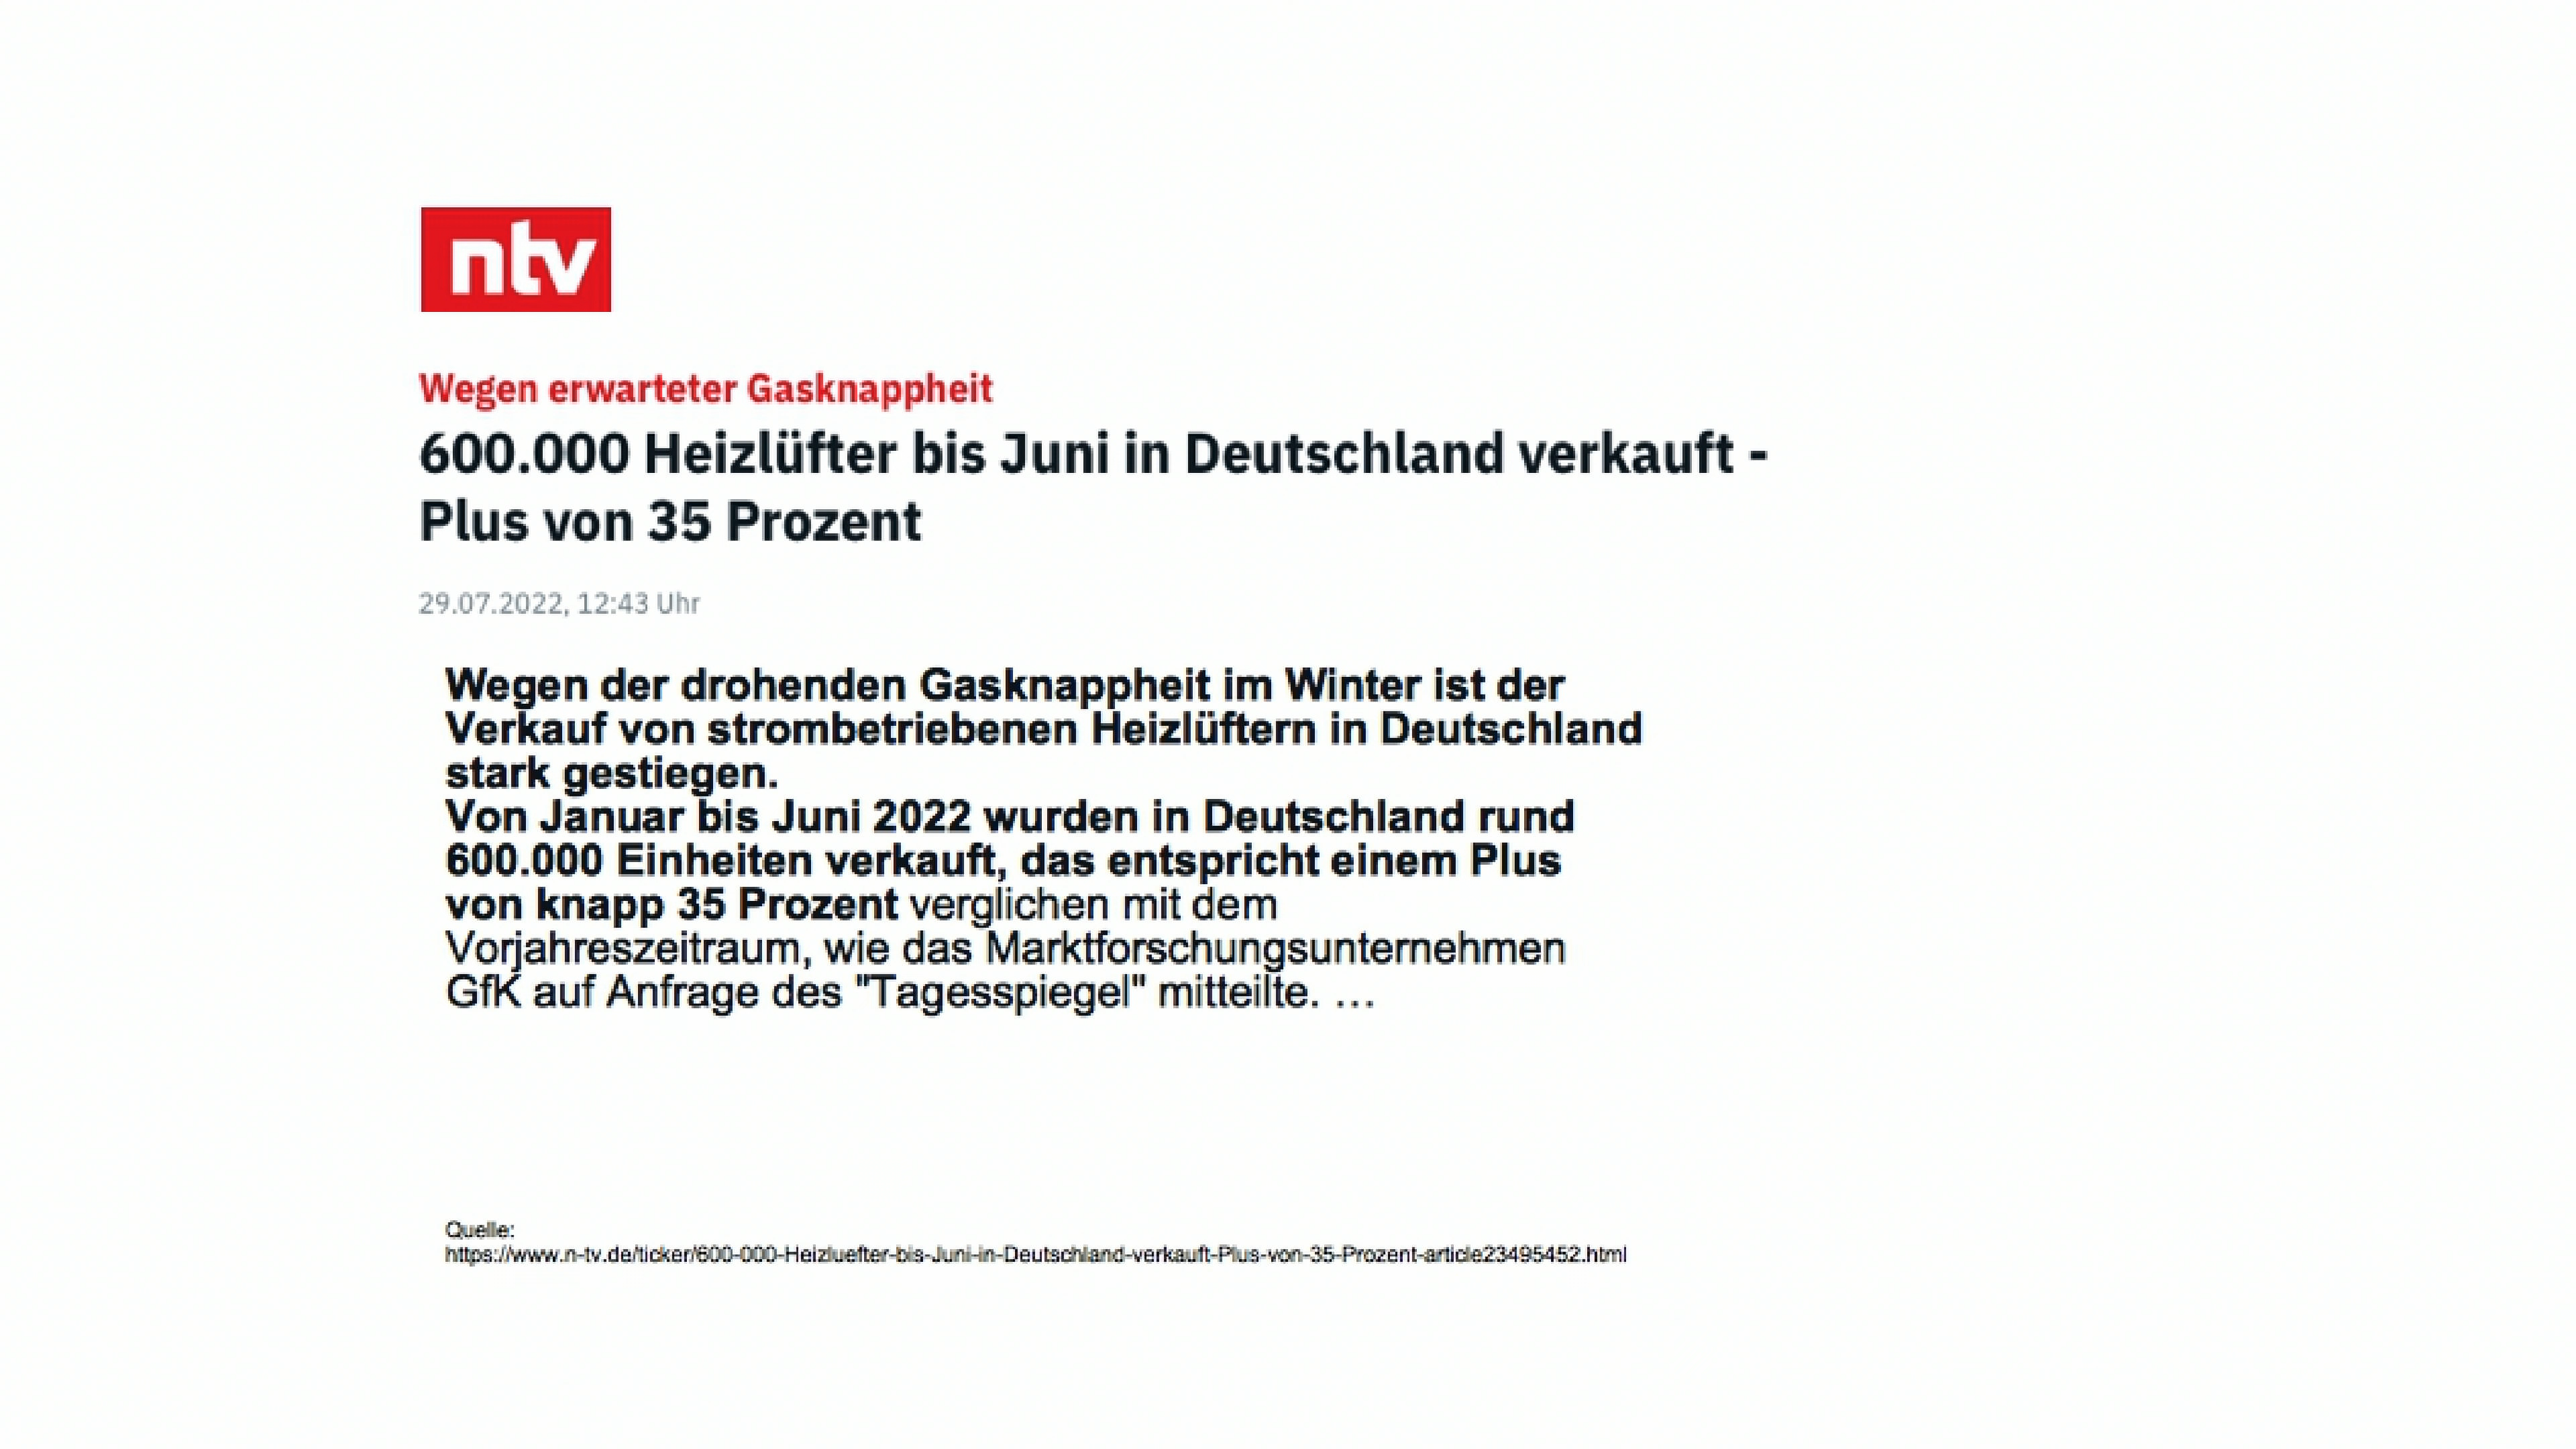 ntv
Wegen erwarteter Gasknappheit
600.000 Heizlüfter bis Juni in Deutschland verkauft -
Plus von 35 Prozent
29.07.2022, 12:43 Uhr
Wegen der drohenden Gasknappheit im Winter ist der
Verkauf von strombetriebenen Heizlüftern in Deutschland
stark gestiegen.
Von Januar bis Juni 2022 wurden in Deutschland rund
600.000 Einheiten verkauft, das entspricht einem Plus
von knapp 35 Prozent verglichen mit dem
Vorjahreszeitraum, wie das Marktforschungsunternehmen
GfK auf Anfrage des "Tagesspiegel" mitteilte. …
Quelle:
https://www.n-tv.de/ticker/600-000-Heizluefter-bis-Juni-in-Deutschland-verkauft-Plus-von-35-Prozent-article23495452.html